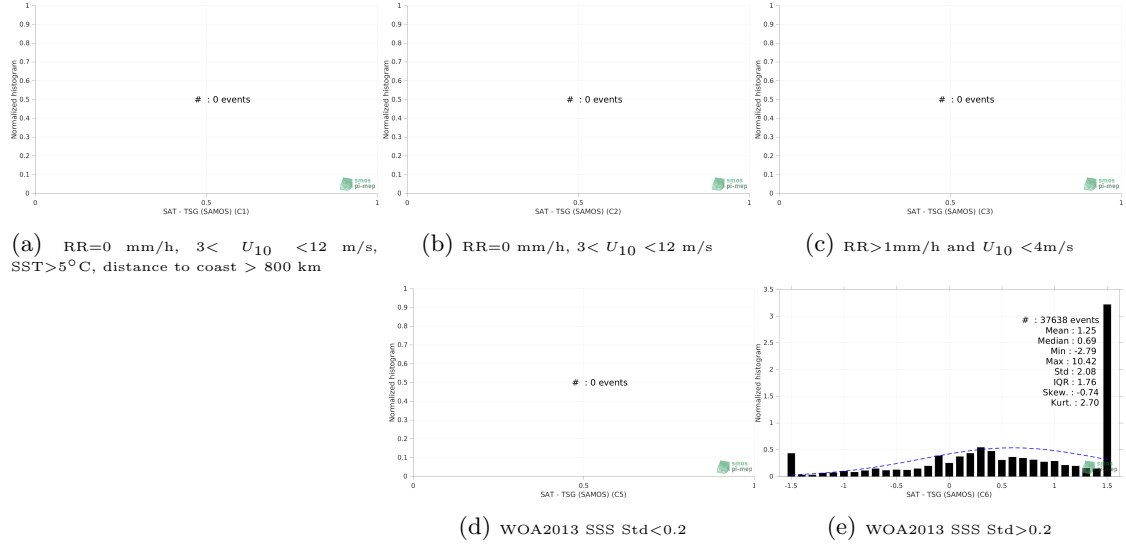 1
0.9
0.8
0.7
0.6
0.5
0.4
0.3
0.2
0.1
0
Normalized histogram
# : 0 events
smos
pi-mep
0 0.5 1
SAT - TSG (SAMOS) (C1)
1
0.9
0.8
0.7
0.6
0.5
0.4
0.3
0.2
0.1
0
Normalized histogram
# : 0 events
smos
pi-mep
0 0.5 1
SAT - TSG (SAMOS) (C2)
1
0.9
0.8
0.7
0.6
0.5
0.4
0.3
0.2
0.1
0
Normalized histogram
# : 0 events
smos
pi-mep
0 0.5 1
SAT - TSG (SAMOS) (C3)
(a) RR=0 mm/h, 3< U10 <12 m/s,
SST>5°C, distance to coast > 800 km
(b) RR=0 mm/h, 3< U10 <12 m/s
(c) RR>1mm/h and U10 <4m/s
1
0.9
0.8
0.7
0.6
0.5
0.4
0.3
0.2
0.1
0
Normalized histogram
# : 0 events
smos
pi-mep
0 0.5 1
SAT - TSG (SAMOS) (C5)
3.5
3
2.5
2
1.5
1
0.5
0
Normalized histogram
# : 37638 events
Mean : 1.25
Median : 0.69
Min : -2.79
Max : 10.42
Std : 2.08
IQR : 1.76
Skew. : -0.74
Kurt. : 2.70
smos
pi-mep
-1.5 -1 -0.5 0 0.5 1 1.5
SAT - TSG (SAMOS) (C6)
(d) WOA2013 SSS Std<0.2
(e) WOA2013 SSS Std>0.2